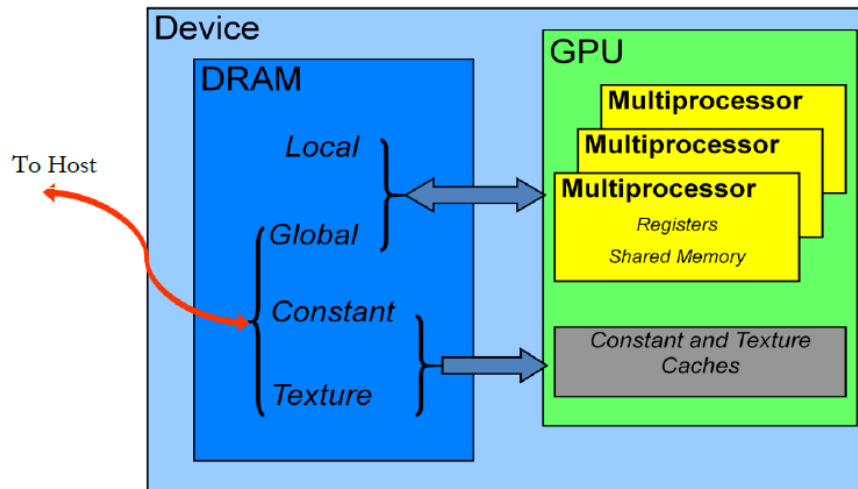 Device
DRAM
GPU
To Host
Local
Global
Constant
Texture
Multiprocessor
Multiprocessor
Multiprocessor
Registers
Shared Memory
Constant and Texture
Caches